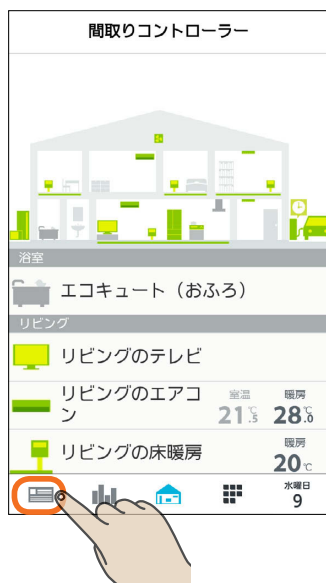 間取りコントローラー
浴室
エコキュート（おふろ）
リビング
リビングのテレビ
リビングのエアコン 室温 21.5℃ 暖房 28.0℃
リビングの床暖房 暖房 20℃
水曜日
9